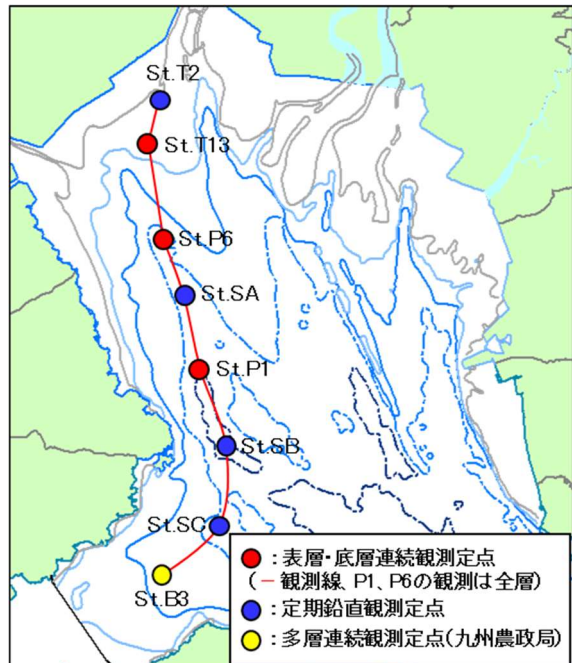 St.T2
St.T13
St.P6
St.SA
St.P1
St.SB
St.SC
St.B3
：表層・底層連続観測定点
(－観測線、P1、P6の観測は全層)
：定期鉛直観測定点
：多層連続観測定点(九州農政局)